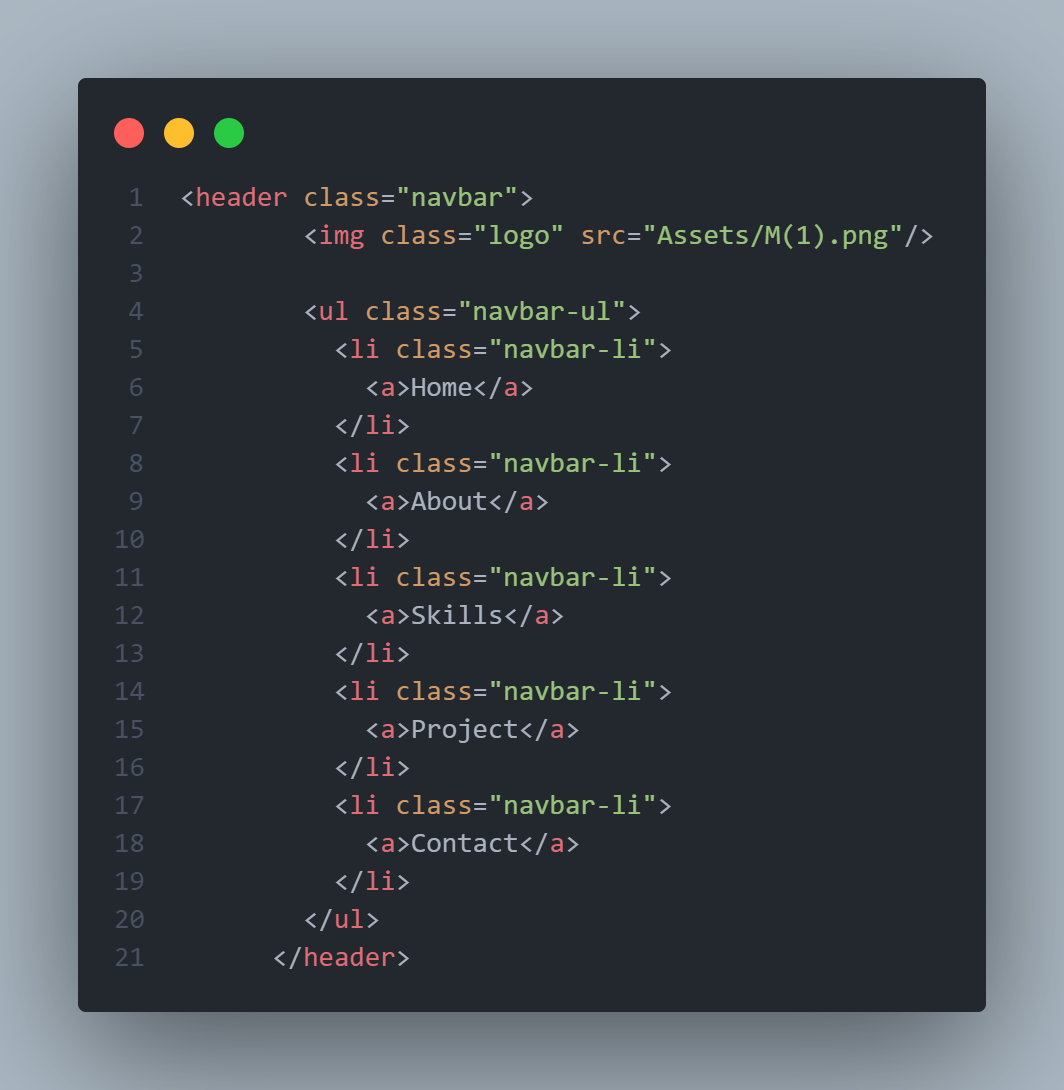 1 <header class="navbar">
2         <img class="logo" src="Assets/M(1).png"/>
3
4         <ul class="navbar-ul">
5           <li class="navbar-li">
6             <a>Home</a>
7           </li>
8           <li class="navbar-li">
9             <a>About</a>
10           </li>
11           <li class="navbar-li">
12             <a>Skills</a>
13           </li>
14           <li class="navbar-li">
15             <a>Project</a>
16           </li>
17           <li class="navbar-li">
18             <a>Contact</a>
19           </li>
20         </ul>
21       </header>